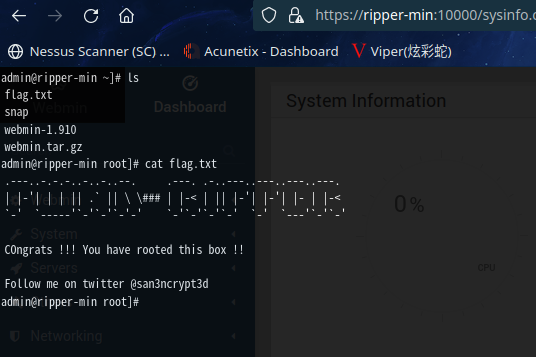 https://ripper-min:10000/sysinfo.c
Nessus Scanner (SC) ...
Acunetix - Dashboard
Viper(炫彩蛇)
admin@ripper-min ~]# ls
flag.txt
snap
webmin-1.910
webmin.tar.gz
admin@ripper-min root]# cat flag.txt
COngrats !!! You have rooted this box !!
Follow me on twitter @san3ncrypt3d
admin@ripper-min root]#
Webmin
Dashboard
System
Servers
Networking
System Information
0%
CPU